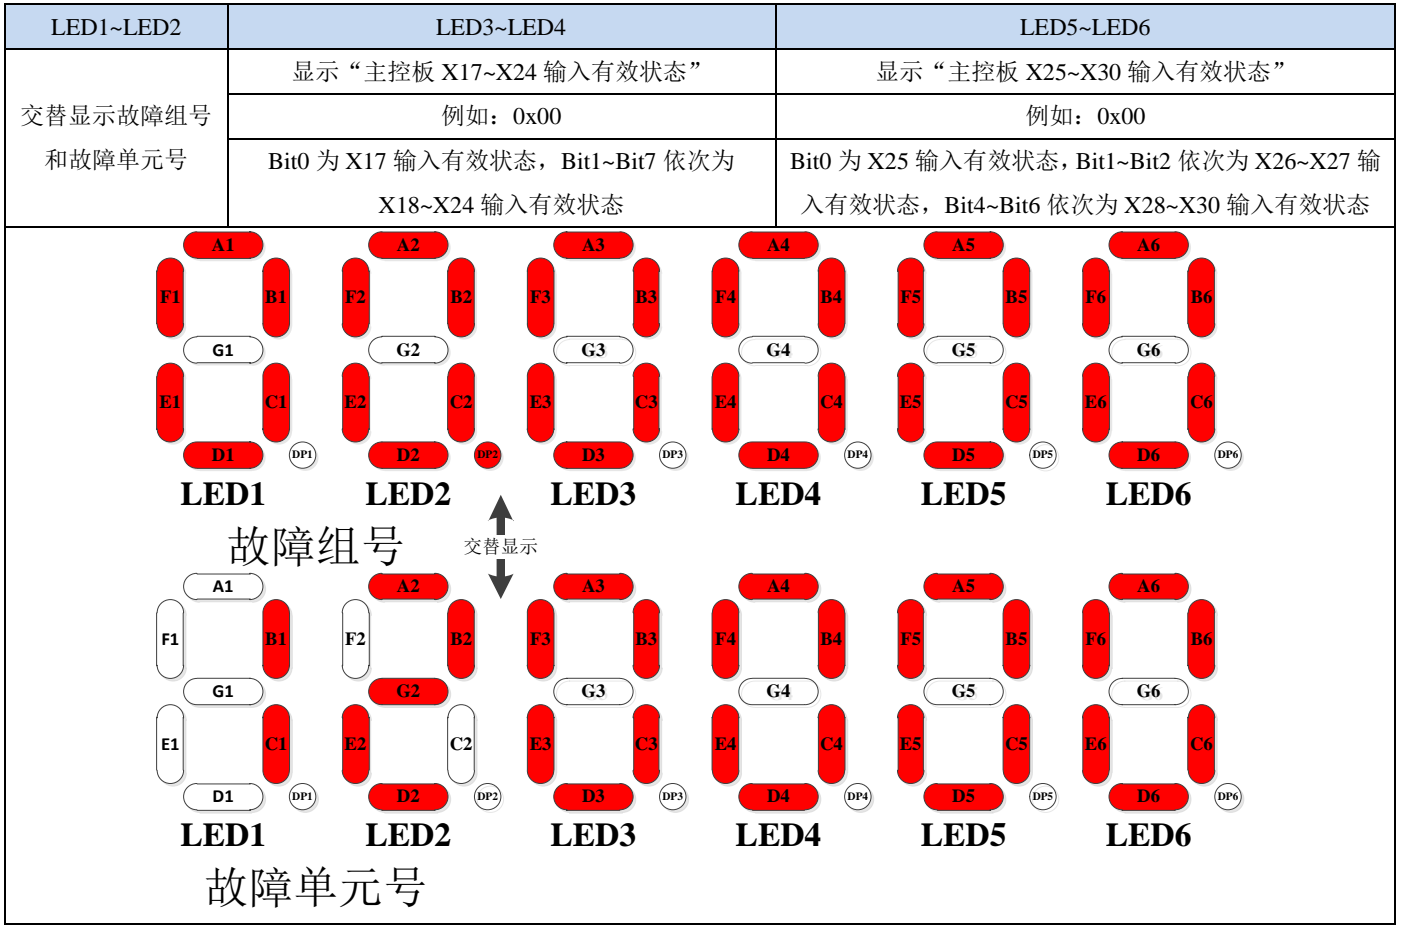 LED1~LED2 LED3~LED4 LED5~LED6
显示“主控板 X17~X24 输入有效状态” 显示“主控板 X25~X30 输入有效状态”
交替显示故障组号 例如：0x00 例如：0x00
和故障单元号 Bit0 为 X17 输入有效状态，Bit1~Bit7 依次为 Bit0 为 X25 输入有效状态，Bit1~Bit2 依次为 X26~X27 输
X18~X24 输入有效状态 入有效状态，Bit4~Bit6 依次为 X28~X30 输入有效状态
A1 A2 A3 A4 A5 A6
F1 B1 F2 B2 F3 B3 F4 B4 F5 B5 F6 B6
G1 G2 G3 G4 G5 G6
E1 C1 E2 C2 E3 C3 E4 C4 E5 C5 E6 C6
D1 DP1 D2 DP2 D3 DP3 D4 DP4 D5 DP5 D6 DP6
LED1 LED2 LED3 LED4 LED5 LED6
故障组号 交替显示
A1 A2 A3 A4 A5 A6
F1 B1 F2 B2 F3 B3 F4 B4 F5 B5 F6 B6
G1 G2 G3 G4 G5 G6
E1 C1 E2 C2 E3 C3 E4 C4 E5 C5 E6 C6
D1 DP1 D2 DP2 D3 DP3 D4 DP4 D5 DP5 D6 DP6
LED1 LED2 LED3 LED4 LED5 LED6
故障单元号